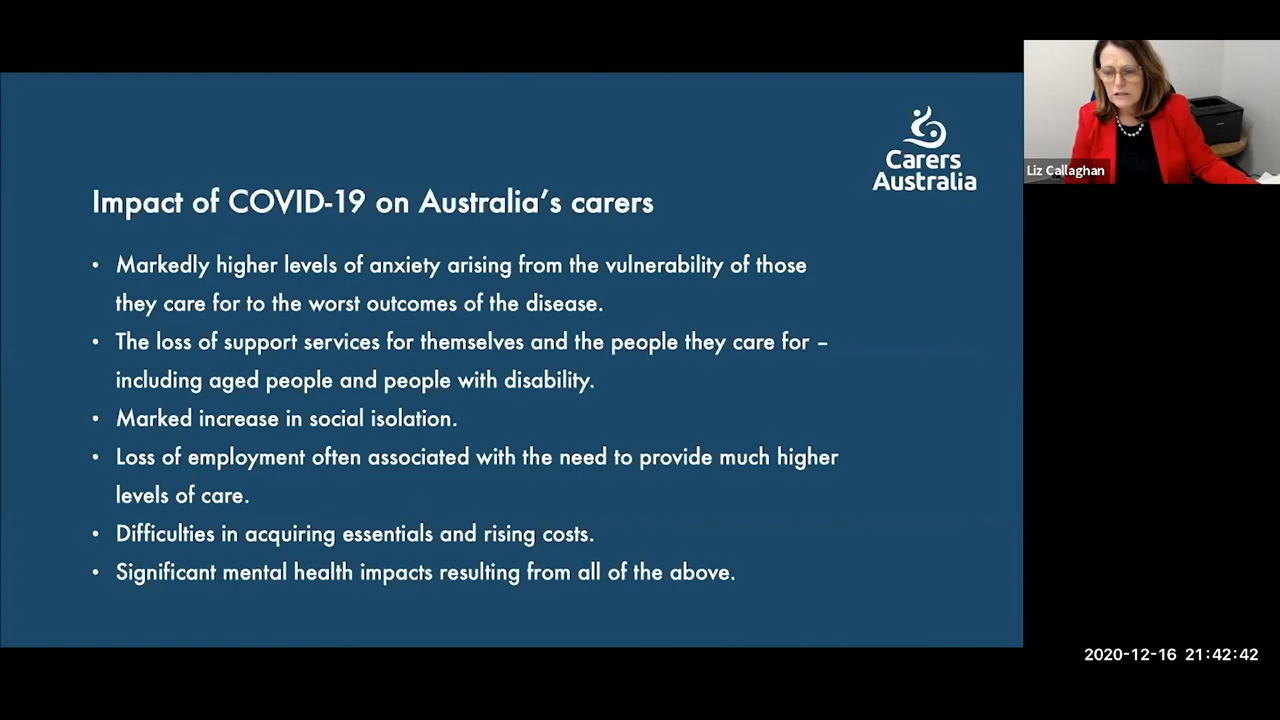 Carers
Australia
Liz Callaghan
Impact of COVID-19 on Australia's carers
• Markedly higher levels of anxiety arising from the vulnerability of those
they care for to the worst outcomes of the disease.
• The loss of support services for themselves and the people they care for –
including aged people and people with disability.
• Marked increase in social isolation.
• Loss of employment often associated with the need to provide much higher
levels of care.
• Difficulties in acquiring essentials and rising costs.
• Significant mental health impacts resulting from all of the above.
2020-12-16 21:42:42